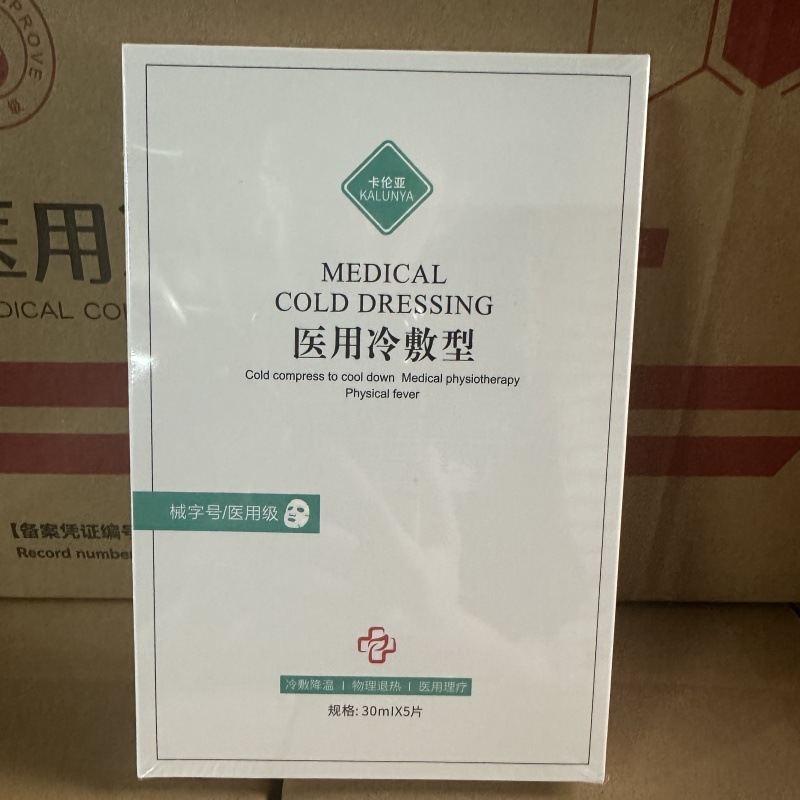 卡伦亚
KALUNYA
MEDICAL
COLD DRESSING
医用冷敷型
Cold compress to cool down Medical physiotherapy
Physical fever
械字号/医用级
冷敷降温 | 物理退热 | 医用理疗
规格: 30mlX5片
PROVE
医用
DICAL CO
【备案凭证编号
Record number